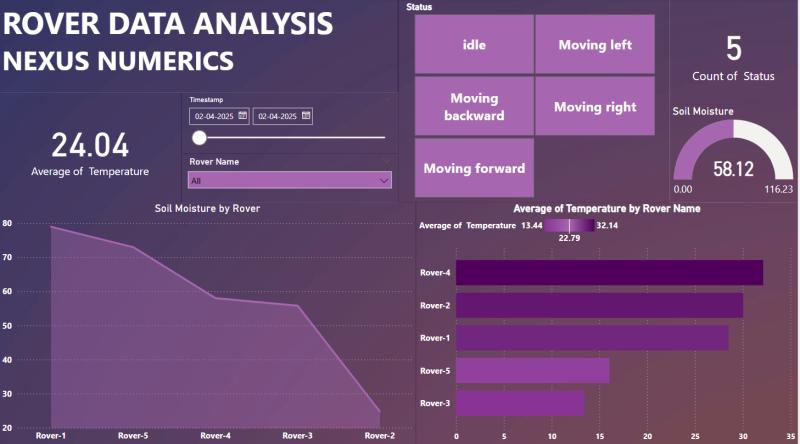 ROVER DATA ANALYSIS
NEXUS NUMERICS
24.04
Average of Temperature
Timestamp
02-04-2025 02-04-2025
Rover Name
All
Status
idle
Moving left
Moving
backward
Moving right
Moving forward
5
Count of Status
Soil Moisture
58.12
0.00 116.23
Soil Moisture by Rover
80
70
60
50
40
30
20
Rover-1 Rover-5 Rover-4 Rover-3 Rover-2
Average of Temperature by Rover Name
Average of Temperature 13.44 32.14
22.79
Rover-4
Rover-2
Rover-1
Rover-5
Rover-3
0 5 10 15 20 25 30 35